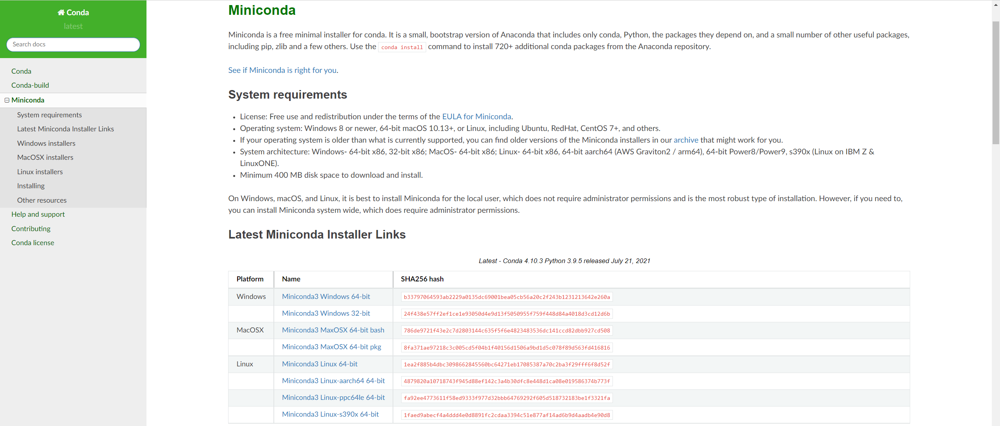 Conda
latest
Search docs
Conda
Conda-build
Miniconda
System requirements
Latest Miniconda Installer Links
Windows installers
MacOSX installers
Linux installers
Installing
Other resources
Help and support
Contributing
Conda license
Miniconda
Miniconda is a free minimal installer for conda. It is a small, bootstrap version of Anaconda that includes only conda, Python, the packages they depend on, and a small number of other useful packages,
including pip, zlib and a few others. Use the conda install command to install 720+ additional conda packages from the Anaconda repository.
See if Miniconda is right for you.
System requirements
• License: Free use and redistribution under the terms of the EULA for Miniconda.
• Operating system: Windows 8 or newer, 64-bit macOS 10.13+, or Linux, including Ubuntu, RedHat, CentOS 7+, and others.
• If your operating system is older than what is currently supported, you can find older versions of the Miniconda installers in our archive that might work for you.
• System architecture: Windows- 64-bit x86, 32-bit x86; MacOS- 64-bit x86; Linux- 64-bit x86, 64-bit aarch64 (AWS Graviton2 / arm64), 64-bit Power8/Power9, s390x (Linux on IBM Z &
LinuxONE).
• Minimum 400 MB disk space to download and install.
On Windows, macOS, and Linux, it is best to install Miniconda for the local user, which does not require administrator permissions and is the most robust type of installation. However, if you need to,
you can install Miniconda system wide, which does require administrator permissions.
Latest Miniconda Installer Links
Latest - Conda 4.10.3 Python 3.9.5 released July 21, 2021
Platform Name SHA256 hash
Windows Miniconda3 Windows 64-bit b33797064593ab2229a0135dc69001bea05cb56a20c2f243b1231213642e260a
Miniconda3 Windows 32-bit 24f438e57ff2ef1ce1e93050d4e9d13f5050955f759f448d84a4018d3cd12d6b
MacOSX Miniconda3 MaxOSX 64-bit bash 786de9721f43e2c7d2803144c635f5f6e4823483536dc141ccd82dbb927cd508
Miniconda3 MaxOSX 64-bit pkg 8fa371ae97218c3c005cd5f04b1f40156d1506a9bd1d5c078f89d563fd416816
Linux Miniconda3 Linux 64-bit 1ea2f885b4dbc3098662845560bc64271eb17085387a70c2ba3f29fff6f8d52f
Miniconda3 Linux-aarch64 64-bit 4879820a10718743f945d88ef142c3a4b30dfc8e448d1ca08e019586374b773f
Miniconda3 Linux-ppc64le 64-bit fa92ee4773611f58ed9333f977d32bbb64769292f605d518732183be1f3321fa
Miniconda3 Linux-s390x 64-bit 1faed9abecf4a4ddd4e0d8891fc2cdaa3394c51e877af14ad6b9d4aadb4e90d8